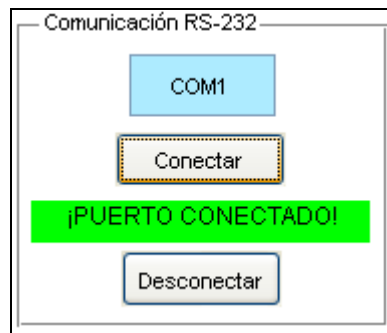 Comunicación RS-232
COM1
Conectar
¡PUERTO CONECTADO!
Desconectar